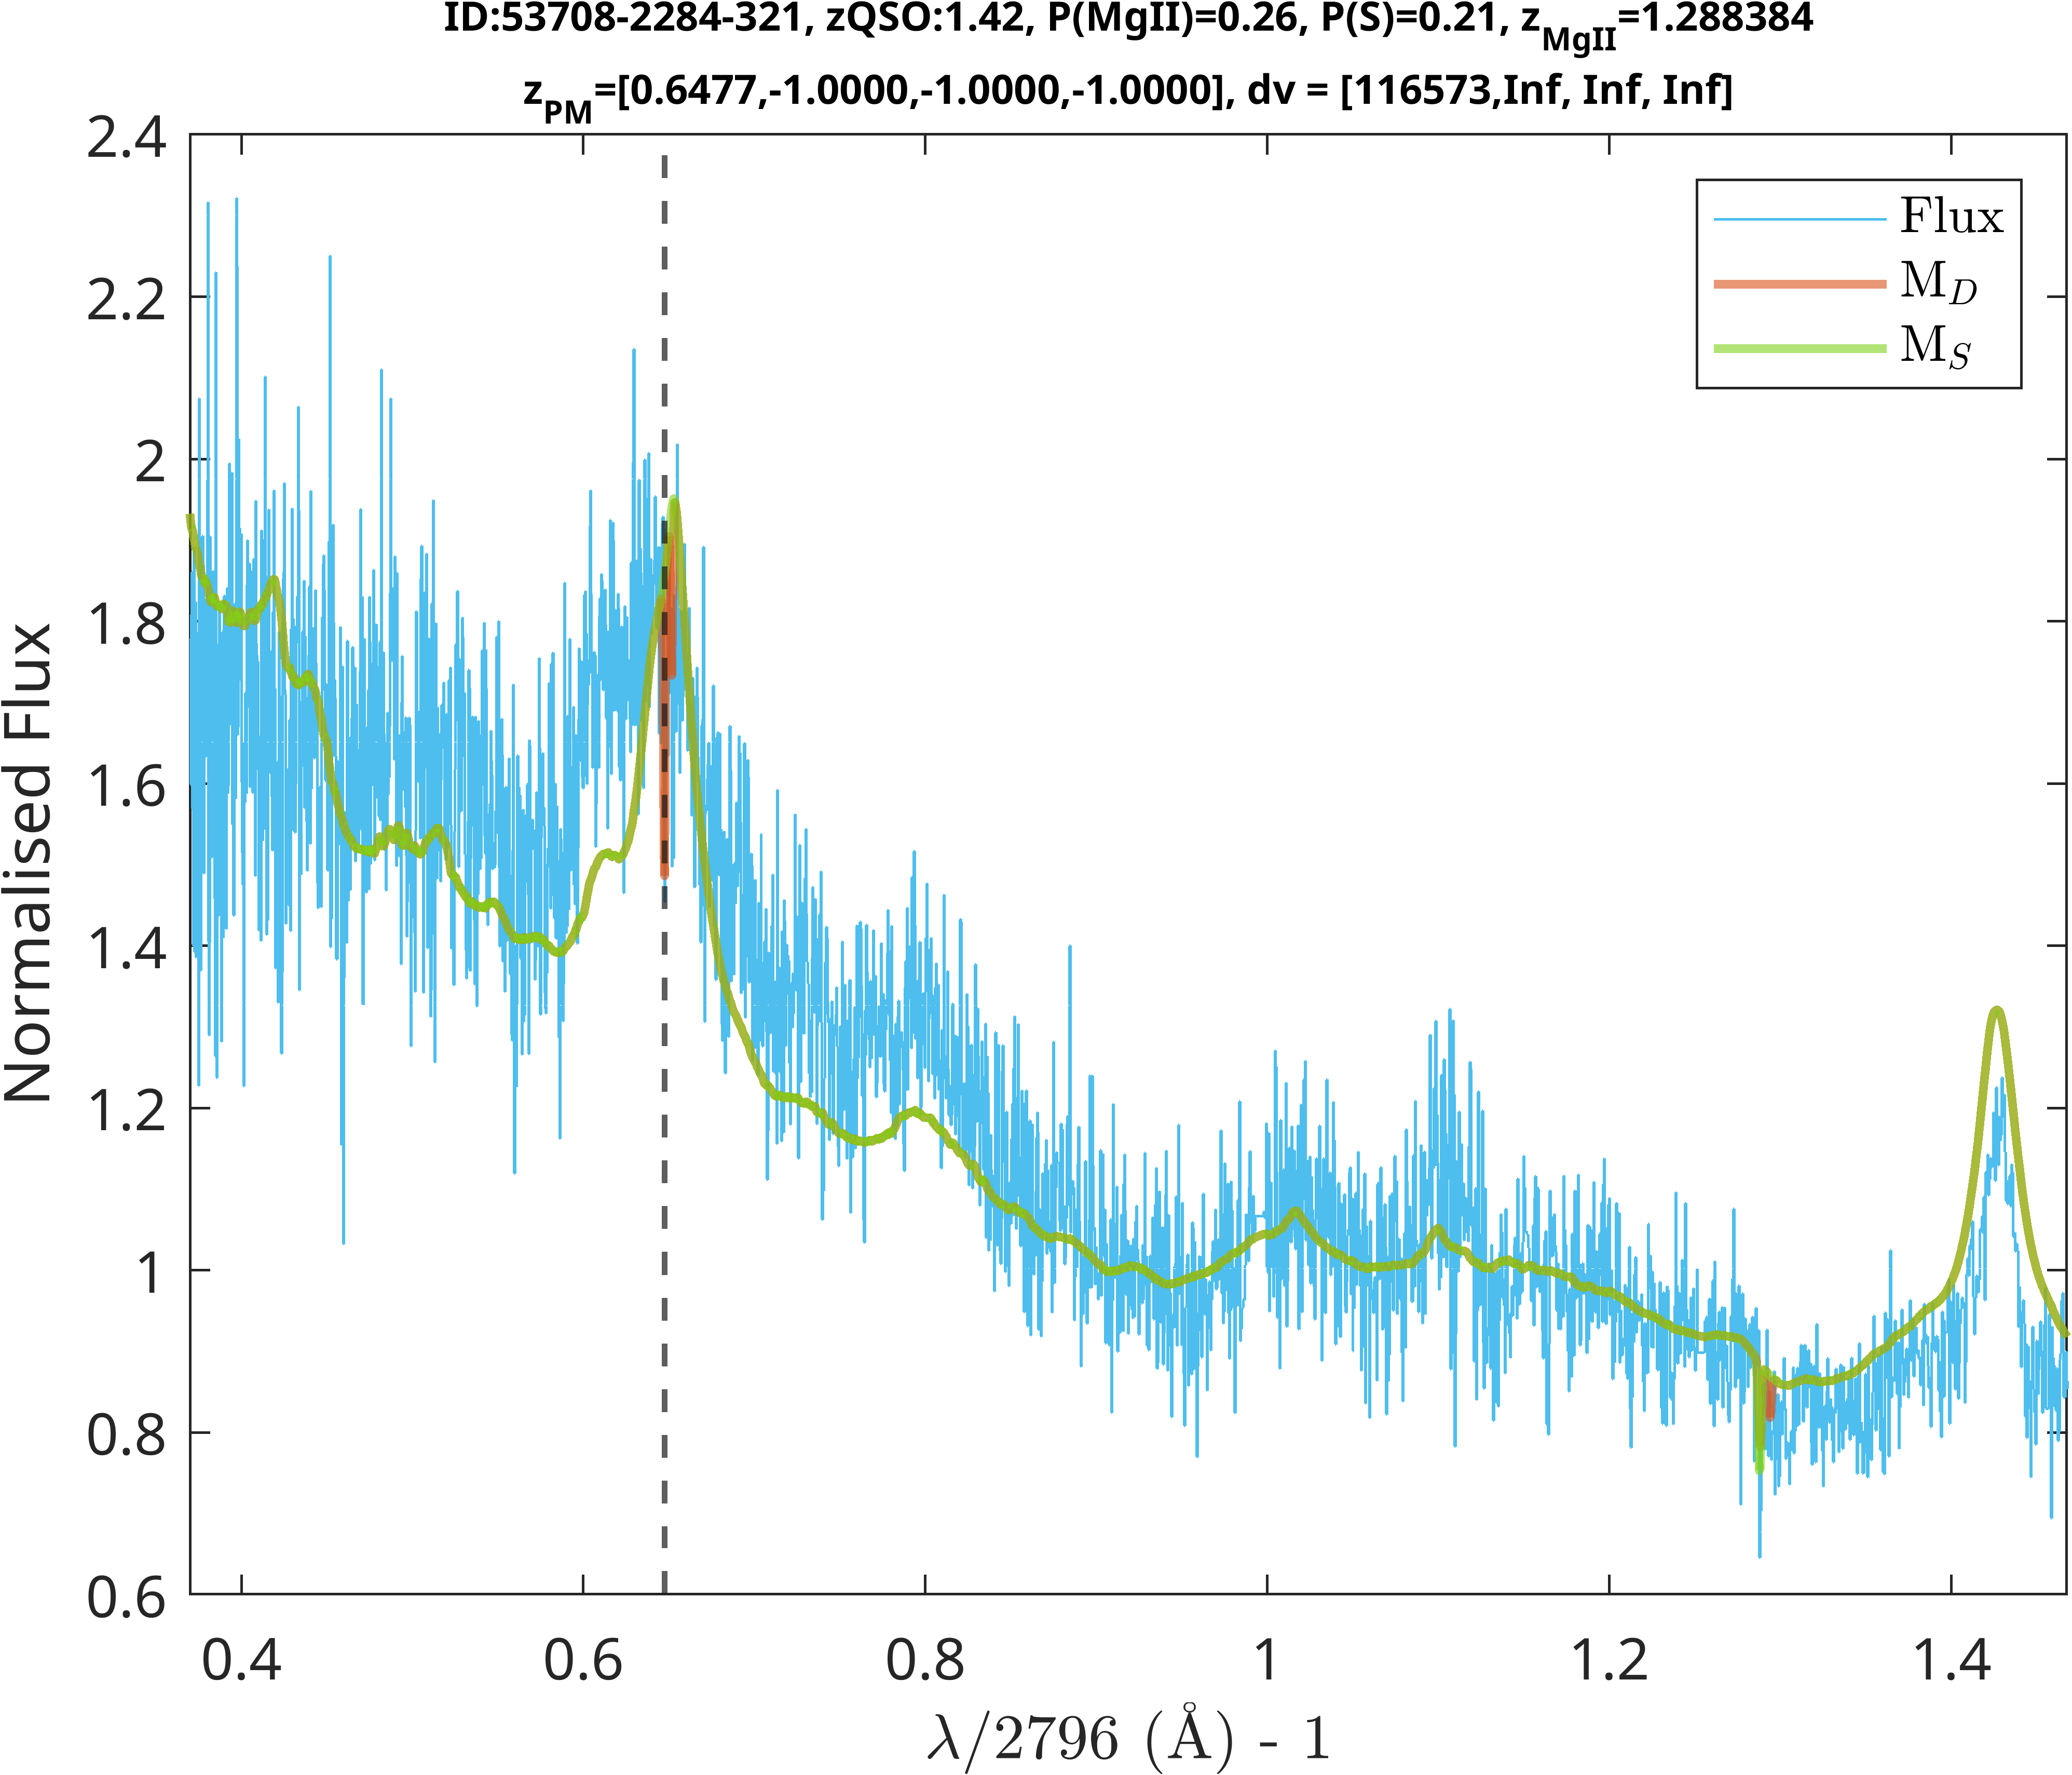 ID:53708-2284-321, zQSO:1.42, P(MgII)=0.26, P(S)=0.21, zMgII=1.288384
zPM=[0.6477,-1.0000,-1.0000,-1.0000], dv = [116573,Inf, Inf, Inf]
2.4
2.2
2
1.8
1.6
1.4
1.2
1
0.8
0.6
Normalised Flux
Flux
MD
MS
0.4 0.6 0.8 1 1.2 1.4
λ/2796 (Å) - 1